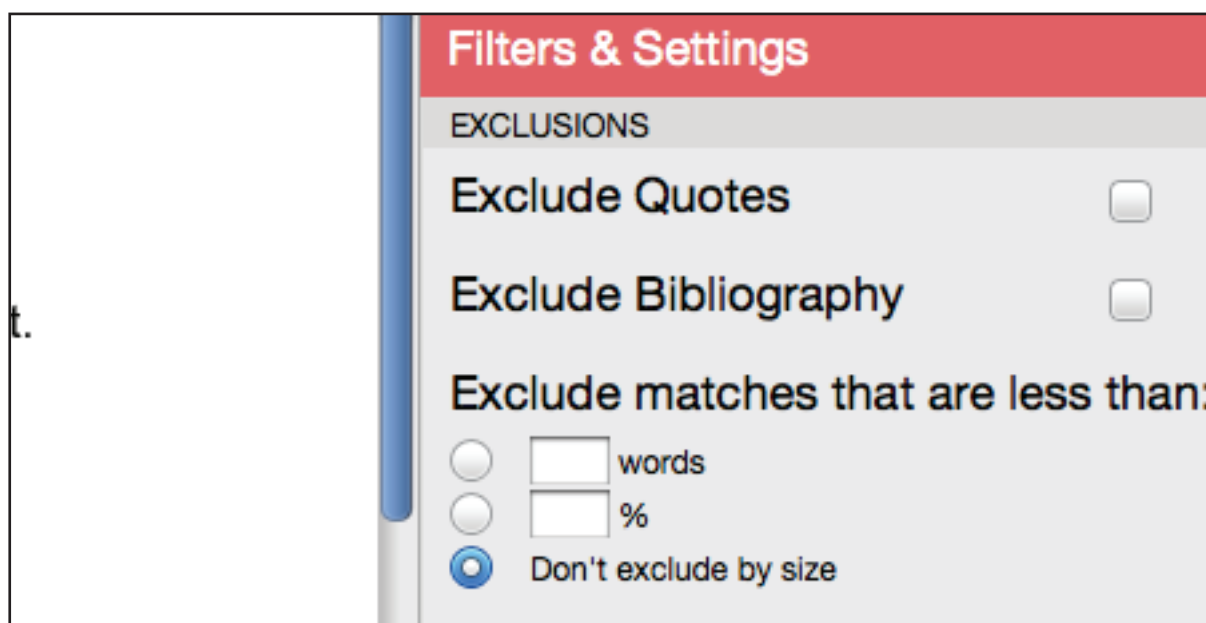 Filters & Settings
EXCLUSIONS
Exclude Quotes
Exclude Bibliography
t.
Exclude matches that are less than:
words
%
Don't exclude by size